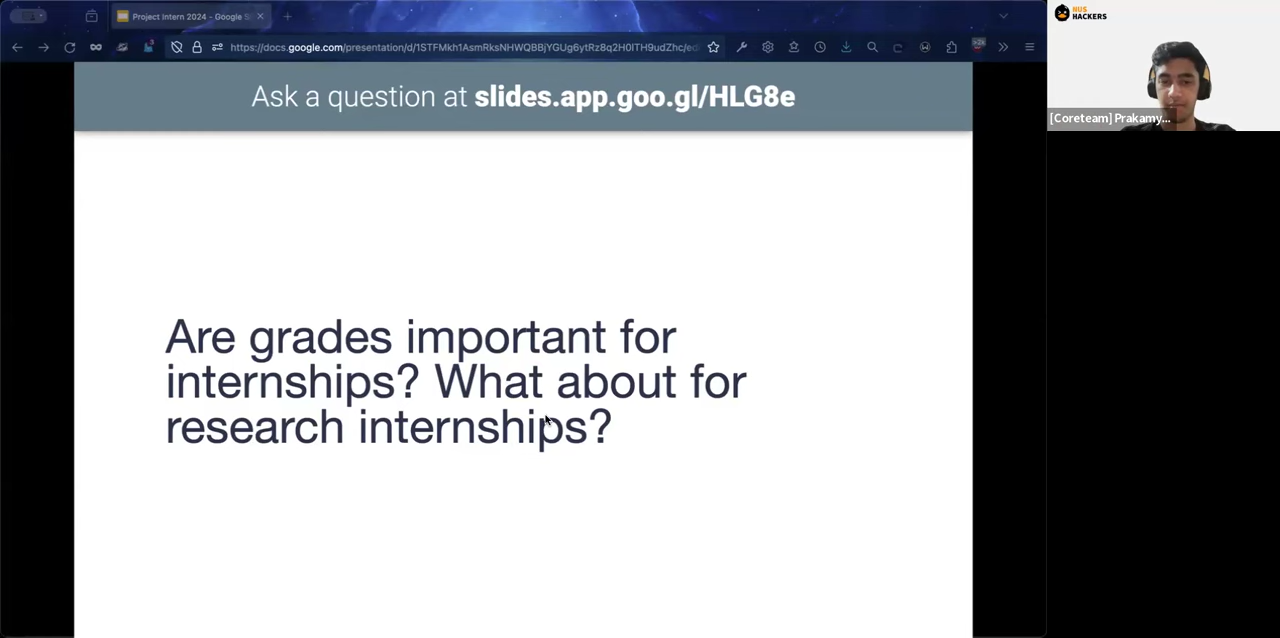 Project Intern 2024 - Google S
https://docs.google.com/presentation/d/1STFMkh1AsmRksNHWQBBjYGUg6ytRz8q2H0ITH9udZhc/ed
Ask a question at slides.app.goo.gl/HLG8e
Are grades important for
internships? What about for
research internships?
NUS
HACKERS
[Coreteam] Prakamy...